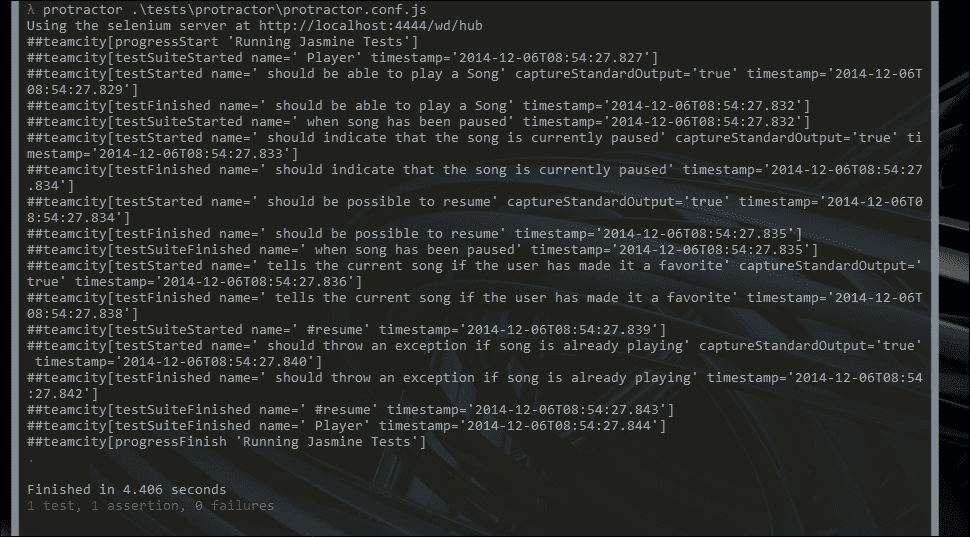 λ protractor .\tests\protractor\protractor.conf.js
Using the selenium server at http://localhost:4444/wd/hub
##teamcity[progressStart 'Running Jasmine Tests']
##teamcity[testSuiteStarted name=' Player' timestamp='2014-12-06T08:54:27.827']
##teamcity[testStarted name=' should be able to play a Song' captureStandardOutput='true' timestamp='2014-12-06T
08:54:27.829']
##teamcity[testFinished name=' should be able to play a Song' timestamp='2014-12-06T08:54:27.832']
##teamcity[testSuiteStarted name=' when song has been paused' timestamp='2014-12-06T08:54:27.832']
##teamcity[testStarted name=' should indicate that the song is currently paused' captureStandardOutput='true' ti
mestamp='2014-12-06T08:54:27.833']
##teamcity[testFinished name=' should indicate that the song is currently paused' timestamp='2014-12-06T08:54:27
.834']
##teamcity[testStarted name=' should be possible to resume' captureStandardOutput='true' timestamp='2014-12-06T0
8:54:27.834']
##teamcity[testFinished name=' should be possible to resume' timestamp='2014-12-06T08:54:27.835']
##teamcity[testSuiteFinished name=' when song has been paused' timestamp='2014-12-06T08:54:27.835']
##teamcity[testStarted name=' tells the current song if the user has made it a favorite' captureStandardOutput='
true' timestamp='2014-12-06T08:54:27.836']
##teamcity[testFinished name=' tells the current song if the user has made it a favorite' timestamp='2014-12-06T
08:54:27.838']
##teamcity[testSuiteStarted name=' #resume' timestamp='2014-12-06T08:54:27.839']
##teamcity[testStarted name=' should throw an exception if song is already playing' captureStandardOutput='true'
 timestamp='2014-12-06T08:54:27.840']
##teamcity[testFinished name=' should throw an exception if song is already playing' timestamp='2014-12-06T08:54
:27.842']
##teamcity[testSuiteFinished name=' #resume' timestamp='2014-12-06T08:54:27.843']
##teamcity[testSuiteFinished name=' Player' timestamp='2014-12-06T08:54:27.844']
##teamcity[progressFinish 'Running Jasmine Tests']
.
Finished in 4.406 seconds
1 test, 1 assertion, 0 failures